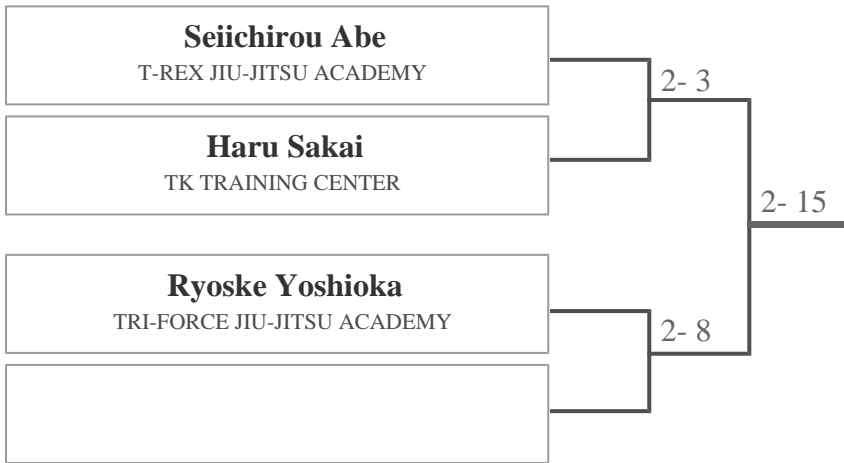 Seiichirou Abe
T-REX JIU-JITSU ACADEMY
2- 3
Haru Sakai
TK TRAINING CENTER
2- 15
Ryoske Yoshioka
TRI-FORCE JIU-JITSU ACADEMY
2- 8